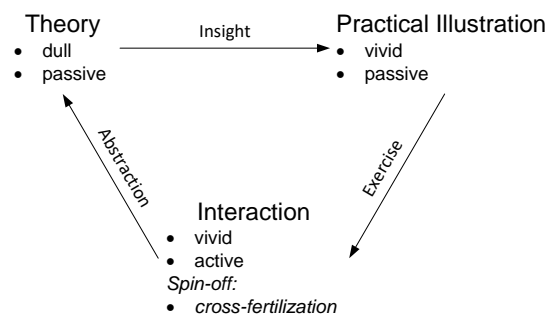 Theory
• dull
• passive
Insight
Practical Illustration
• vivid
• passive
Abstraction
Exercise
Interaction
• vivid
• active
Spin-off:
• cross-fertilization